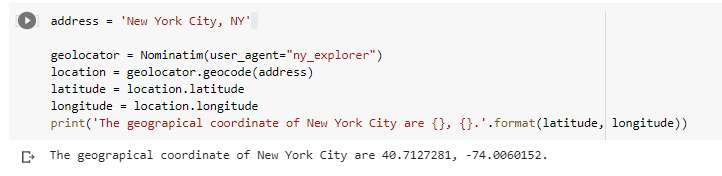 address = 'New York City, NY'
geolocator = Nominatim(user_agent="ny_explorer")
location = geolocator.geocode(address)
latitude = location.latitude
longitude = location.longitude
print('The geograpical coordinate of New York City are {}, {}.'.format(latitude, longitude))
The geograpical coordinate of New York City are 40.7127281, -74.0060152.